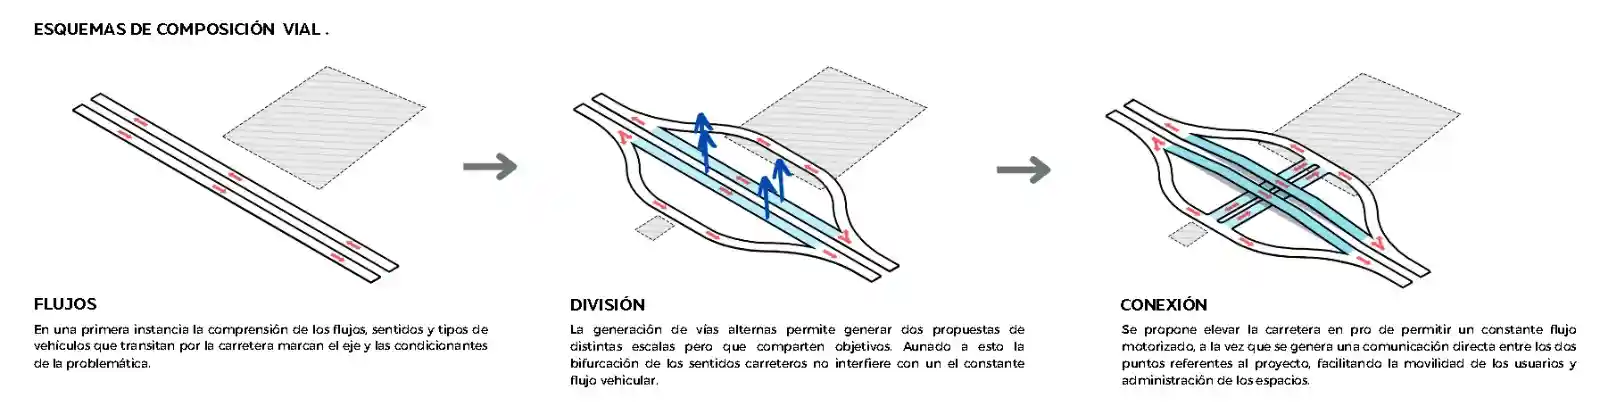 ESQUEMAS DE COMPOSICIÓN VIAL .
FLUJOS
En una primera instancia la comprensión de los flujos, sentidos y tipos de
vehículos que transitan por la carretera marcan el eje y las condicionantes
de la problemática.
DIVISIÓN
La generación de vías alternas permite generar dos propuestas de
distintas escalas pero que comparten objetivos. Aunado a esto la
bifurcación de los sentidos carreteros no interfiere con un el constante
flujo vehicular.
CONEXIÓN
Se propone elevar la carretera en pro de permitir un constante flujo
motorizado, a la vez que se genera una comunicación directa entre los dos
puntos referentes al proyecto, facilitando la movilidad de los usuarios y
administración de los espacios.